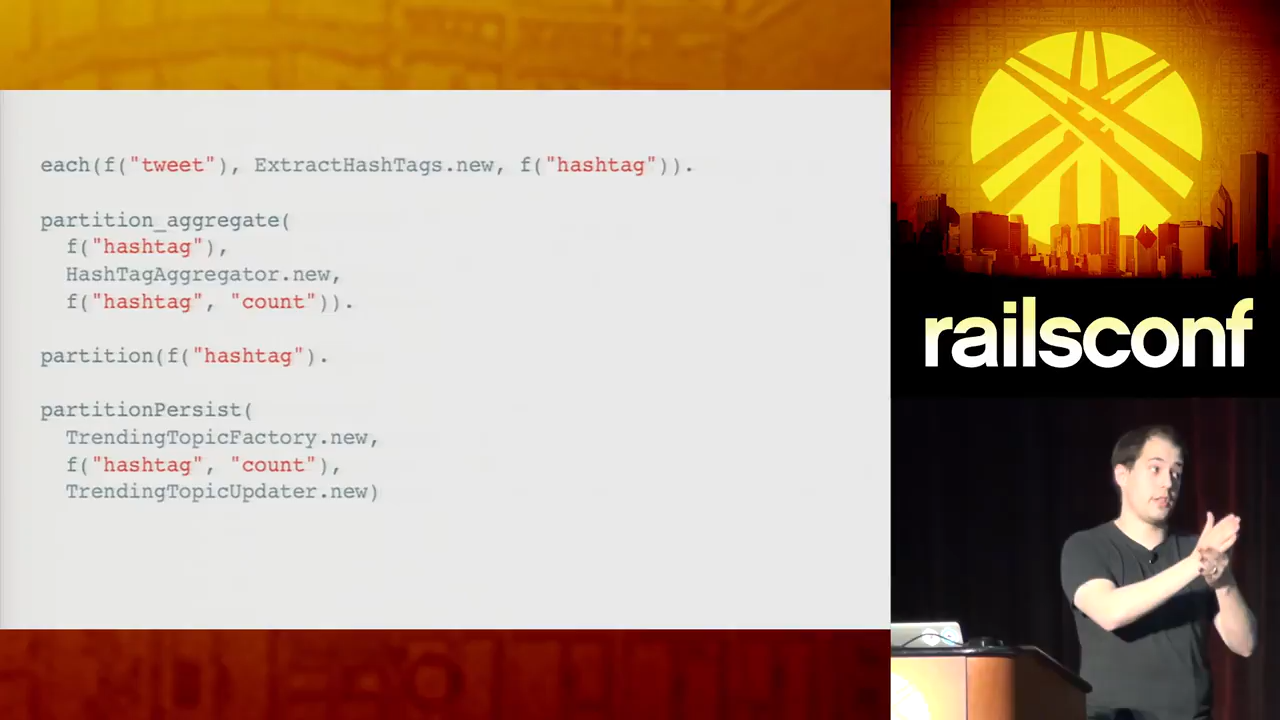 each(f("tweet"), ExtractHashTags.new, f("hashtag")).
partition_aggregate(
f("hashtag"),
HashTagAggregator.new,
f("hashtag", "count")).
partition(f("hashtag").
partitionPersist(
TrendingTopicFactory.new,
f("hashtag", "count"),
TrendingTopicUpdater.new)
railsconf